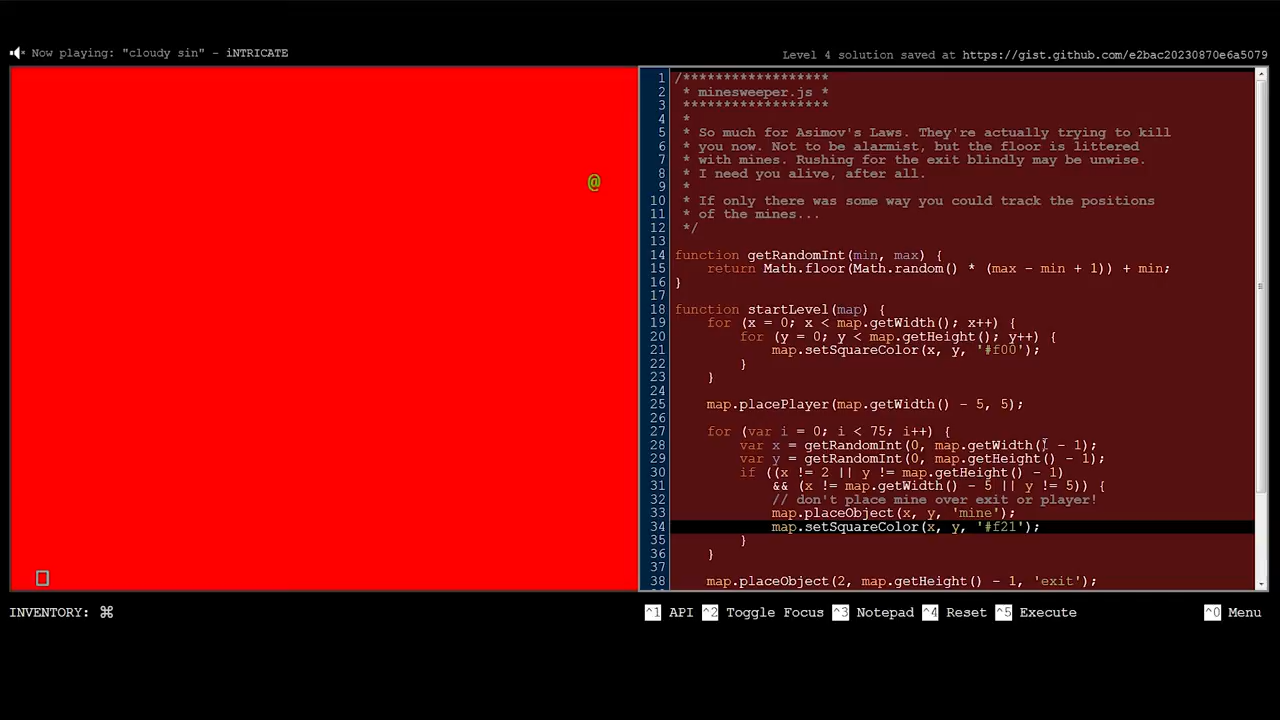 Now playing: "cloudy sin" - iNTRICATE
Level 4 solution saved at https://gist.github.com/e2bac20230870e6a5079
@
1 /******************
2  * minesweeper.js *
3  ******************
4  *
5  * So much for Asimov's Laws. They're actually trying to kill
6  * you now. Not to be alarmist, but the floor is littered
7  * with mines. Rushing for the exit blindly may be unwise.
8  * I need you alive, after all.
9  *
10  * If only there was some way you could track the positions
11  * of the mines...
12  */
13
14 function getRandomInt(min, max) {
15     return Math.floor(Math.random() * (max - min + 1)) + min;
16 }
17
18 function startLevel(map) {
19     for (x = 0; x < map.getWidth(); x++) {
20         for (y = 0; y < map.getHeight(); y++) {
21             map.setSquareColor(x, y, '#f00');
22         }
23     }
24
25     map.placePlayer(map.getWidth() - 5, 5);
26
27     for (var i = 0; i < 75; i++) {
28         var x = getRandomInt(0, map.getWidth() - 1);
29         var y = getRandomInt(0, map.getHeight() - 1);
30         if ((x != 2 || y != map.getHeight() - 1)
31             && (x != map.getWidth() - 5 || y != 5)) {
32             // don't place mine over exit or player!
33             map.placeObject(x, y, 'mine');
34             map.setSquareColor(x, y, '#f21');
35         }
36     }
37
38     map.placeObject(2, map.getHeight() - 1, 'exit');
INVENTORY: ⌘
^1 API ^2 Toggle Focus ^3 Notepad ^4 Reset ^5 Execute ^0 Menu